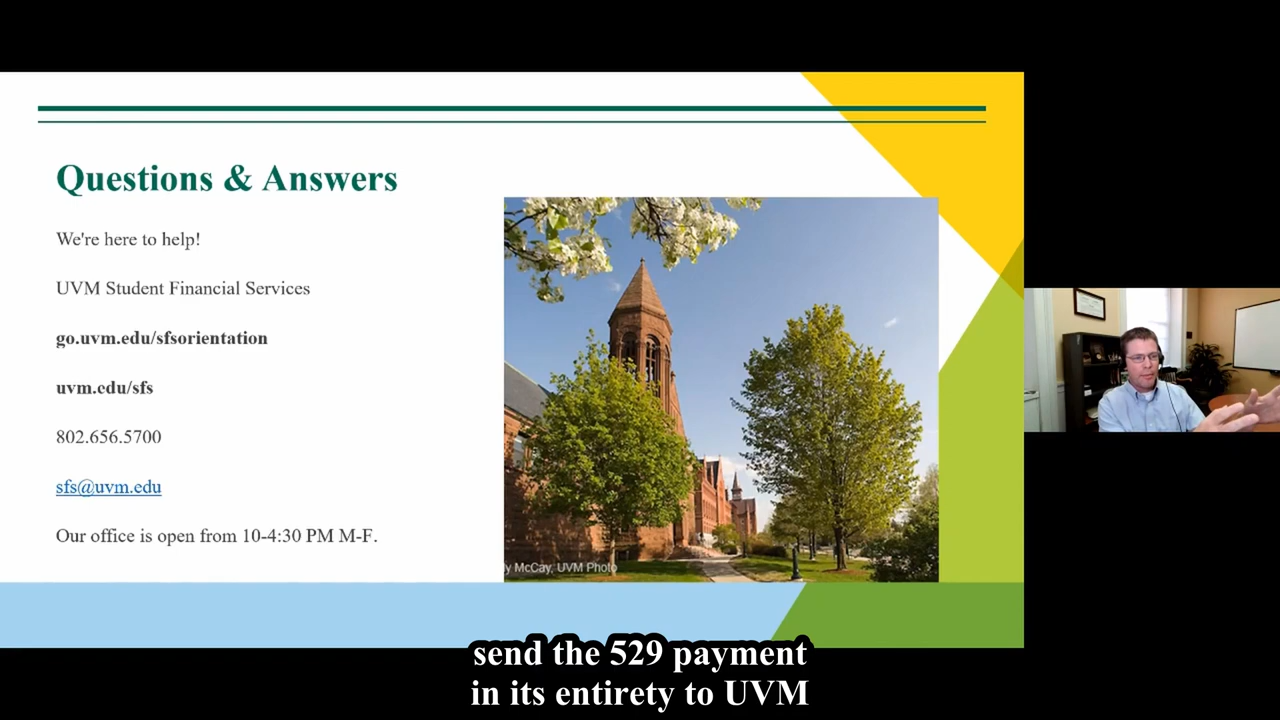 Questions & Answers
We're here to help!
UVM Student Financial Services
go.uvm.edu/sfsorientation
uvm.edu/sfs
802.656.5700
sfs@uvm.edu
Our office is open from 10-4:30 PM M-F.
y McCay, UVM Photo
send the 529 payment
in its entirety to UVM